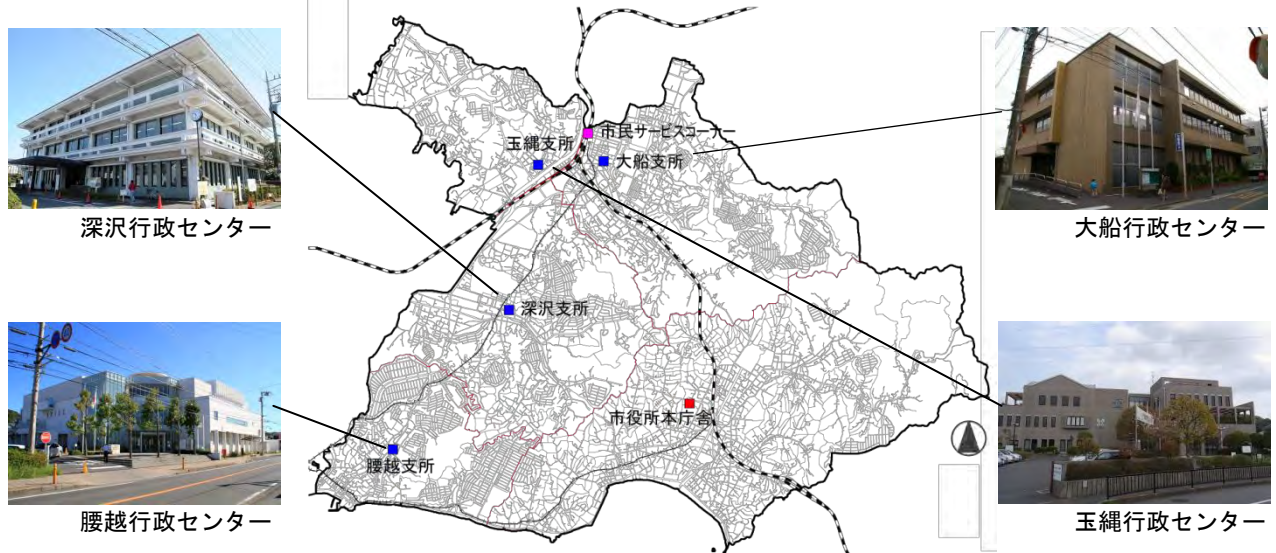 市民サービスコーナー
玉縄支所
大船支所
深沢行政センター
大船行政センター
深沢支所
市役所本庁舎
腰越支所
腰越行政センター
玉縄行政センター